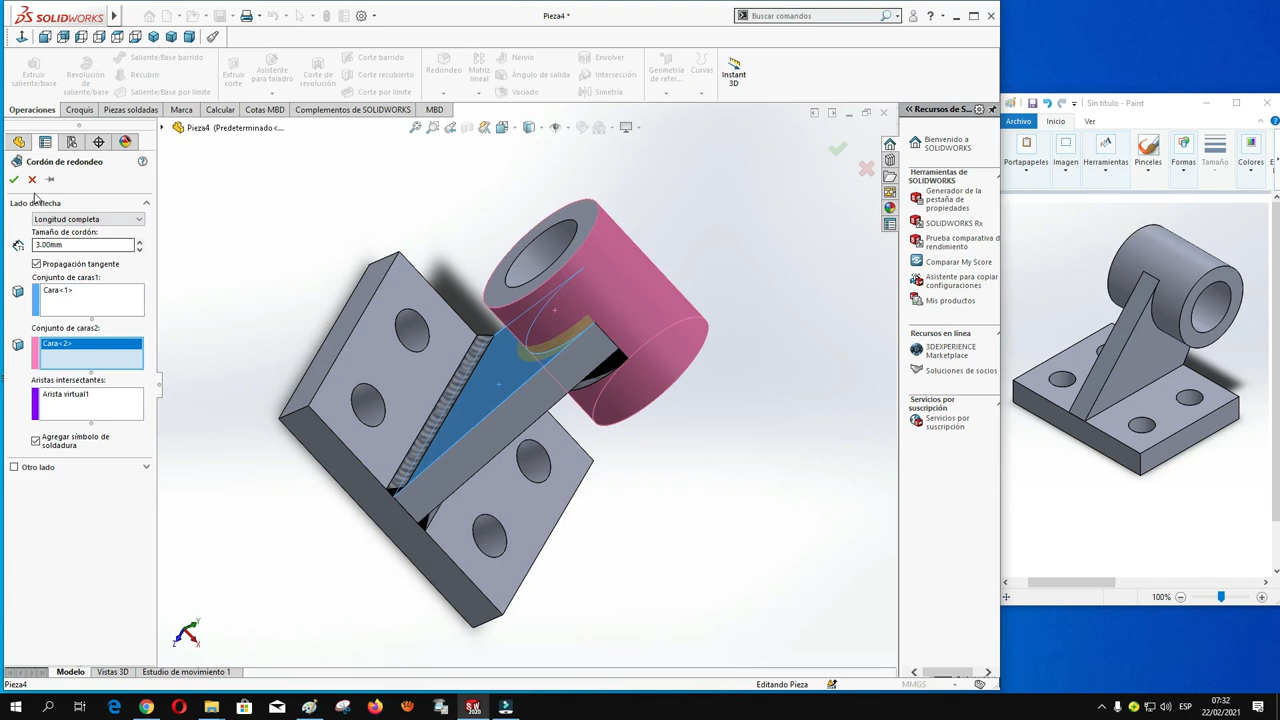 SOLIDWORKS
Pieza4 *
Buscar comandos
Extruir saliente/base
Revolución de saliente/base
Saliente/Base barrido
Recubrir
Saliente/Base por límite
Extruir corte
Asistente para taladro
Corte de revolución
Corte barrido
Corte recubierto
Corte por límite
Redondeo
Matriz lineal
Nervio
Ángulo de salida
Vaciado
Envolver
Intersección
Simetría
Geometría de refer...
Curvas
Instant 3D
Operaciones
Croquis
Piezas soldadas
Marca
Calcular
Cotas MBD
Complementos de SOLIDWORKS
MBD
Pieza4 (Predeterminado <...
Cordón de redondeo
Longitud completa
Tamaño de cordón:
3.00mm
Propagación tangente
Conjunto de caras1:
Cara<1>
Conjunto de caras2:
Cara<2>
Aristas intersectantes:
Arista virtual1
Agregar símbolo de
soldadura
Otro lado
Recursos de S...
Bienvenido a
SOLIDWORKS
Herramientas de
SOLIDWORKS
Generador de la
pestaña de
propiedades
SOLIDWORKS Rx
Prueba comparativa de
rendimiento
Comparar My Score
Asistente para copiar
configuraciones
Mis productos
Recursos en línea
3DEXPERIENCE
Marketplace
Soluciones de socios
Servicios por
suscripción
Servicios por
suscripción
Y
Z
X
Modelo
Vistas 3D
Estudio de movimiento 1
Pieza4
Editando Pieza
MMGS
Sin título - Paint
Archivo
Inicio
Ver
Portapapeles
Imagen
Herramientas
Pinceles
Formas
Tamaño
Colores
100%
ESP
07:32
22/02/2021